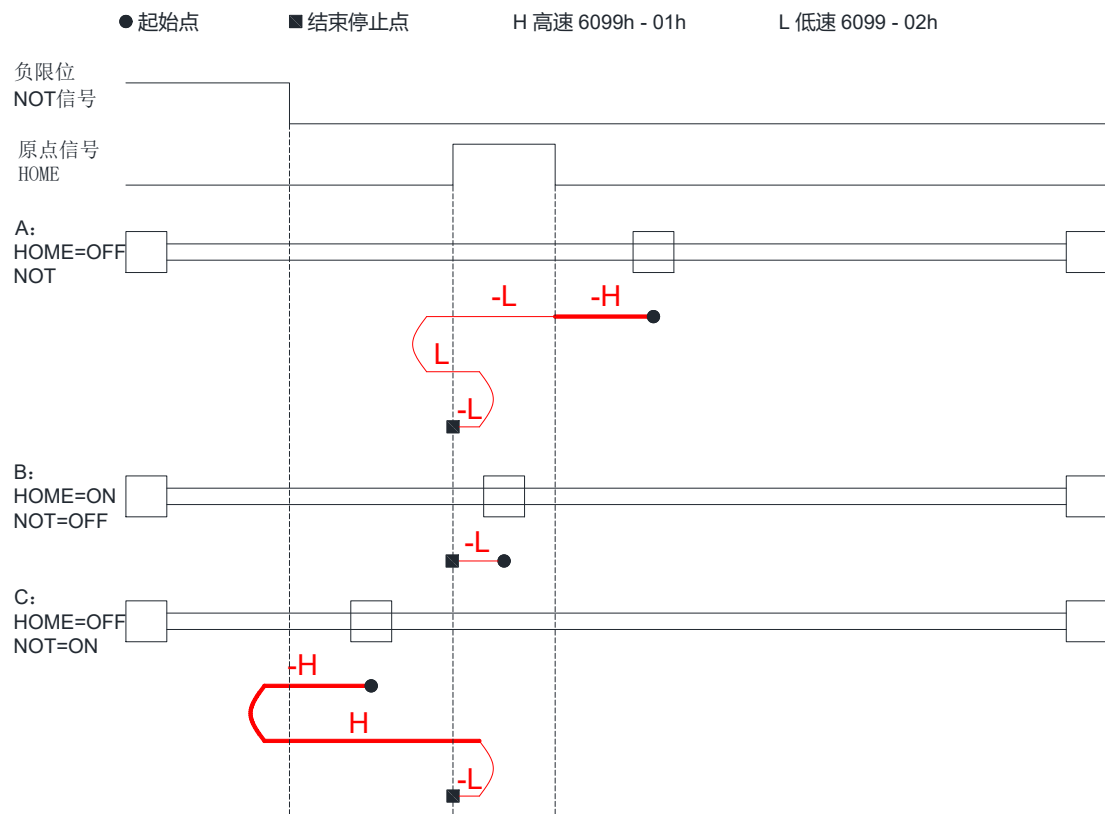 起始点 结束停止点 H 高速 6099h - 01h L 低速 6099 - 02h
负限位
NOT信号
原点信号
HOME
A:
HOME=OFF
NOT
-L -H
L
-L
B:
HOME=ON
NOT=OFF
-L
C:
HOME=OFF
NOT=ON
-H
H
-L